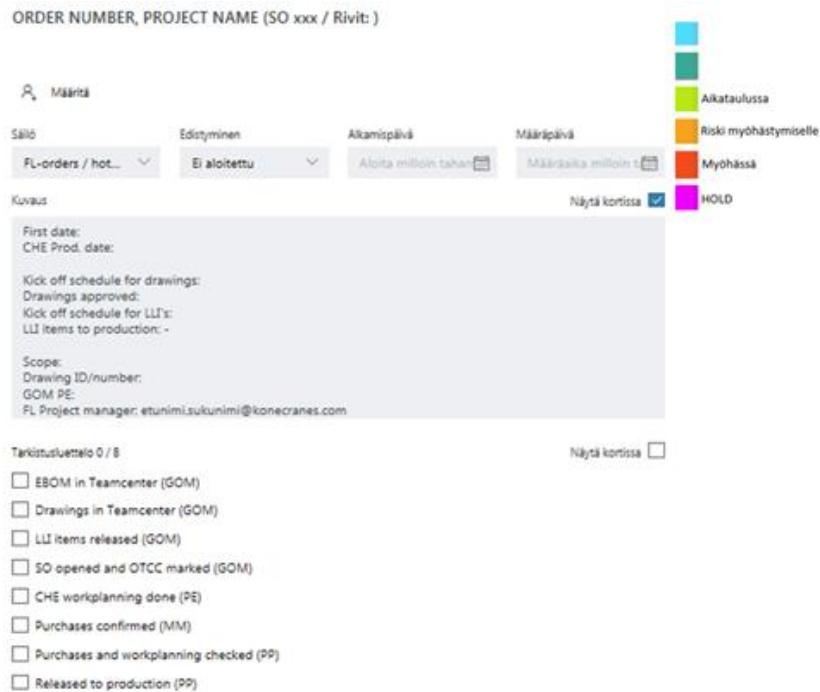 ORDER NUMBER, PROJECT NAME (SO xxx / Rivit: )
Määritä
Aikataulussa
Säiliö Edistyminen Alkamispäivä Määräpäivä
Riski myöhästymiselle
FL-orders / hot... Ei aloitettu Aloita milloin tahan Määräaika milloin t
Myöhässä
Kuvaus Näytä kortissa
HOLD
First date:
CHE Prod. date:
Kick off schedule for drawings:
Drawings approved:
Kick off schedule for LLI's:
LLI items to production: -
Scope:
Drawing ID/number:
GOM PE:
FL Project manager: etunimi.sukunimi@konecranes.com
Tarkistusluettelo 0 / 8 Näytä kortissa
EBOM in Teamcenter (GOM)
Drawings in Teamcenter (GOM)
LLI items released (GOM)
SO opened and OTCC marked (GOM)
CHE workplanning done (PE)
Purchases confirmed (MM)
Purchases and workplanning checked (PP)
Released to production (PP)